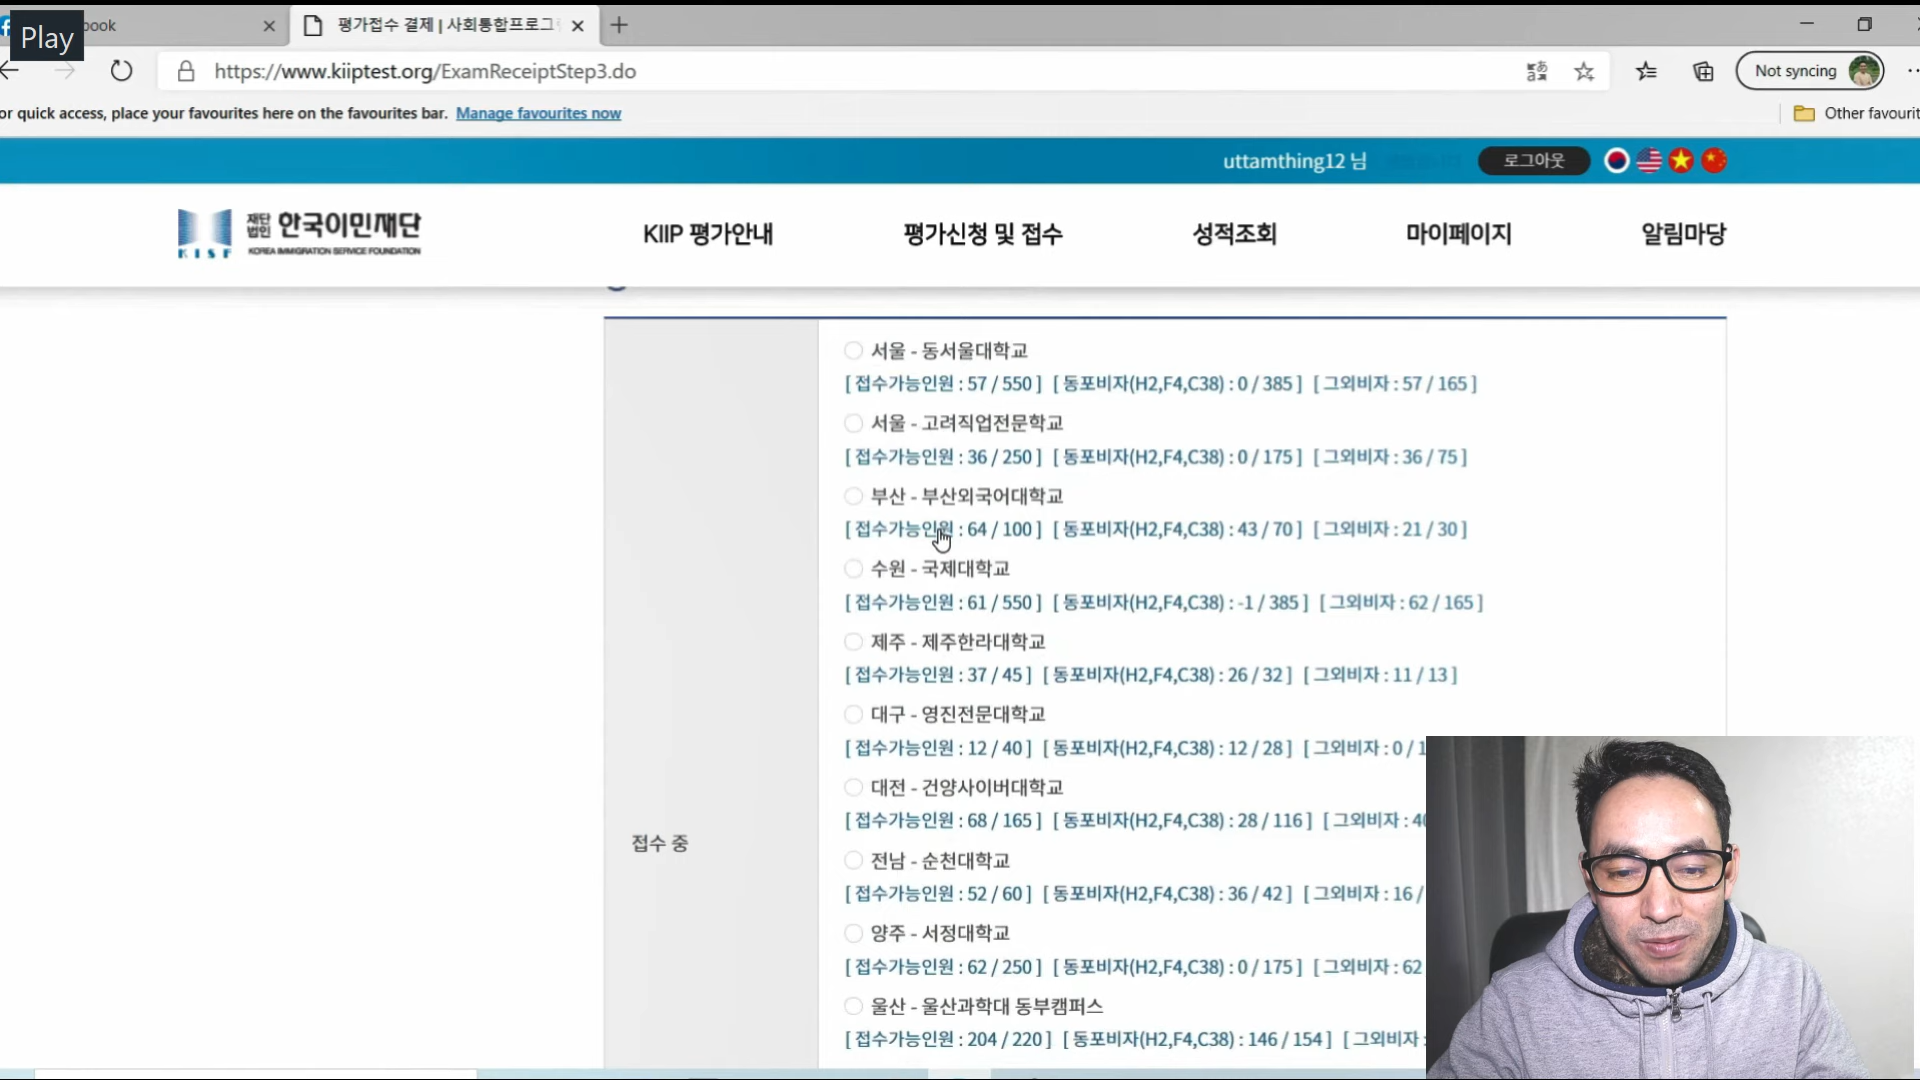 Play
평가접수 결제 | 사회통합프로그
https://www.kiiptest.org/ExamReceiptStep3.do
Not syncing
or quick access, place your favourites here on the favourites bar. Manage favourites now
Other favourit
uttamthing12 님
로그아웃
재단법인 한국이민재단
KISF KOREA IMMIGRATION SERVICE FOUNDATION
KIIP 평가안내 평가신청 및 접수 성적조회 마이페이지 알림마당
서울 - 동서울대학교
[ 접수가능인원 : 57 / 550 ] [ 동포비자(H2,F4,C38) : 0 / 385 ] [ 그외비자 : 57 / 165 ]
서울 - 고려직업전문학교
[ 접수가능인원 : 36 / 250 ] [ 동포비자(H2,F4,C38) : 0 / 175 ] [ 그외비자 : 36 / 75 ]
부산 - 부산외국어대학교
[ 접수가능인원 : 64 / 100 ] [ 동포비자(H2,F4,C38) : 43 / 70 ] [ 그외비자 : 21 / 30 ]
수원 - 국제대학교
[ 접수가능인원 : 61 / 550 ] [ 동포비자(H2,F4,C38) : -1 / 385 ] [ 그외비자 : 62 / 165 ]
제주 - 제주한라대학교
[ 접수가능인원 : 37 / 45 ] [ 동포비자(H2,F4,C38) : 26 / 32 ] [ 그외비자 : 11 / 13 ]
대구 - 영진전문대학교
[ 접수가능인원 : 12 / 40 ] [ 동포비자(H2,F4,C38) : 12 / 28 ] [ 그외비자 : 0 / 1
대전 - 건양사이버대학교
[ 접수가능인원 : 68 / 165 ] [ 동포비자(H2,F4,C38) : 28 / 116 ] [ 그외비자 : 40
접수 중
전남 - 순천대학교
[ 접수가능인원 : 52 / 60 ] [ 동포비자(H2,F4,C38) : 36 / 42 ] [ 그외비자 : 16 /
양주 - 서정대학교
[ 접수가능인원 : 62 / 250 ] [ 동포비자(H2,F4,C38) : 0 / 175 ] [ 그외비자 : 62
울산 - 울산과학대 동부캠퍼스
[ 접수가능인원 : 204 / 220 ] [ 동포비자(H2,F4,C38) : 146 / 154 ] [ 그외비자 :